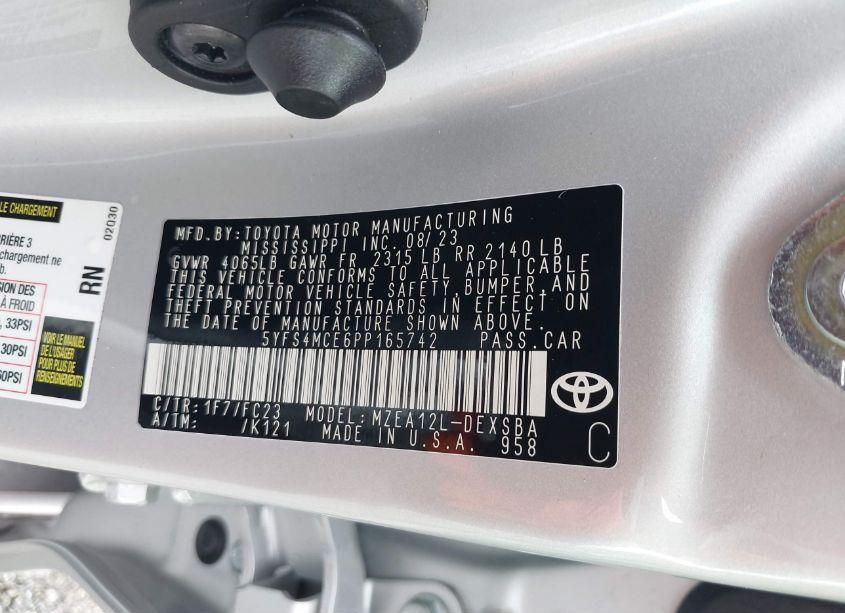 LE CHARGEMENT
02Q30
RIÈRE 3
chargement ne
b.
RN
SION DES
À FROID
, 33PSI
30PSI
60PSI
VOIR LE MANUEL
DE L'USAGER
POUR PLUS DE
RENSEIGNEMENTS
MFD. BY: TOYOTA MOTOR MANUFACTURING
MISSISSIPPI INC. 08/23
GVWR 4065LB GAWR FR 2315 LB RR 2140 LB
THIS VEHICLE CONFORMS TO ALL APPLICABLE
FEDERAL MOTOR VEHICLE SAFETY, BUMPER, AND
THEFT PREVENTION STANDARDS IN EFFECT ON
THE DATE OF MANUFACTURE SHOWN ABOVE.
5YFS4MCE6PP165742 PASS. CAR
C/TR: 1F7/FC23 MODEL: MZEA12L-DEXSBA
A/TM: /K121 MADE IN U.S.A. 958
C